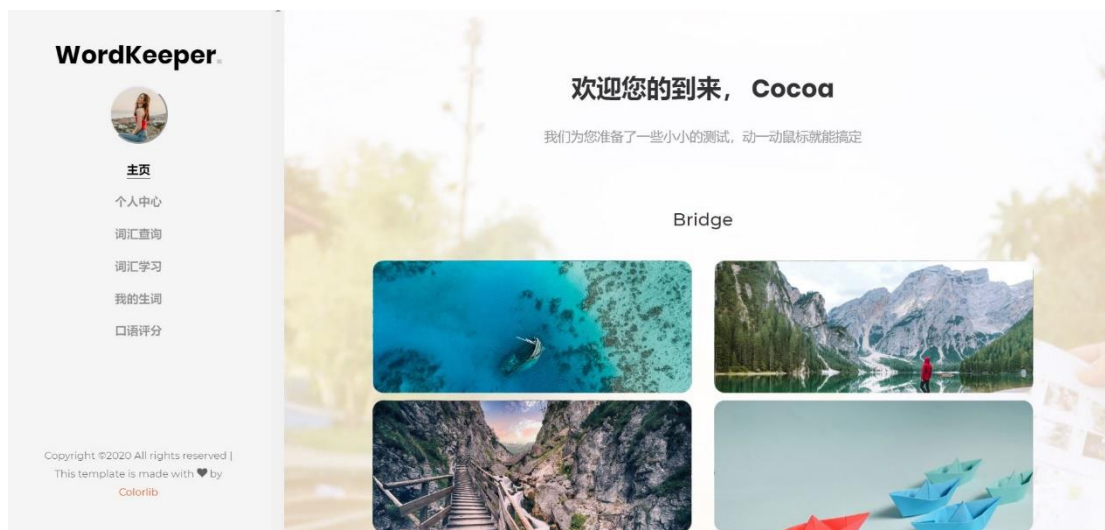 WordKeeper.
主页
个人中心
词汇查询
词汇学习
我的生词
口语评分
Copyright ©2020 All rights reserved |
This template is made with ♥ by
Colorlib
欢迎您的到来， Cocoa
我们为您准备了一些小小的测试，动一动鼠标就能搞定
Bridge